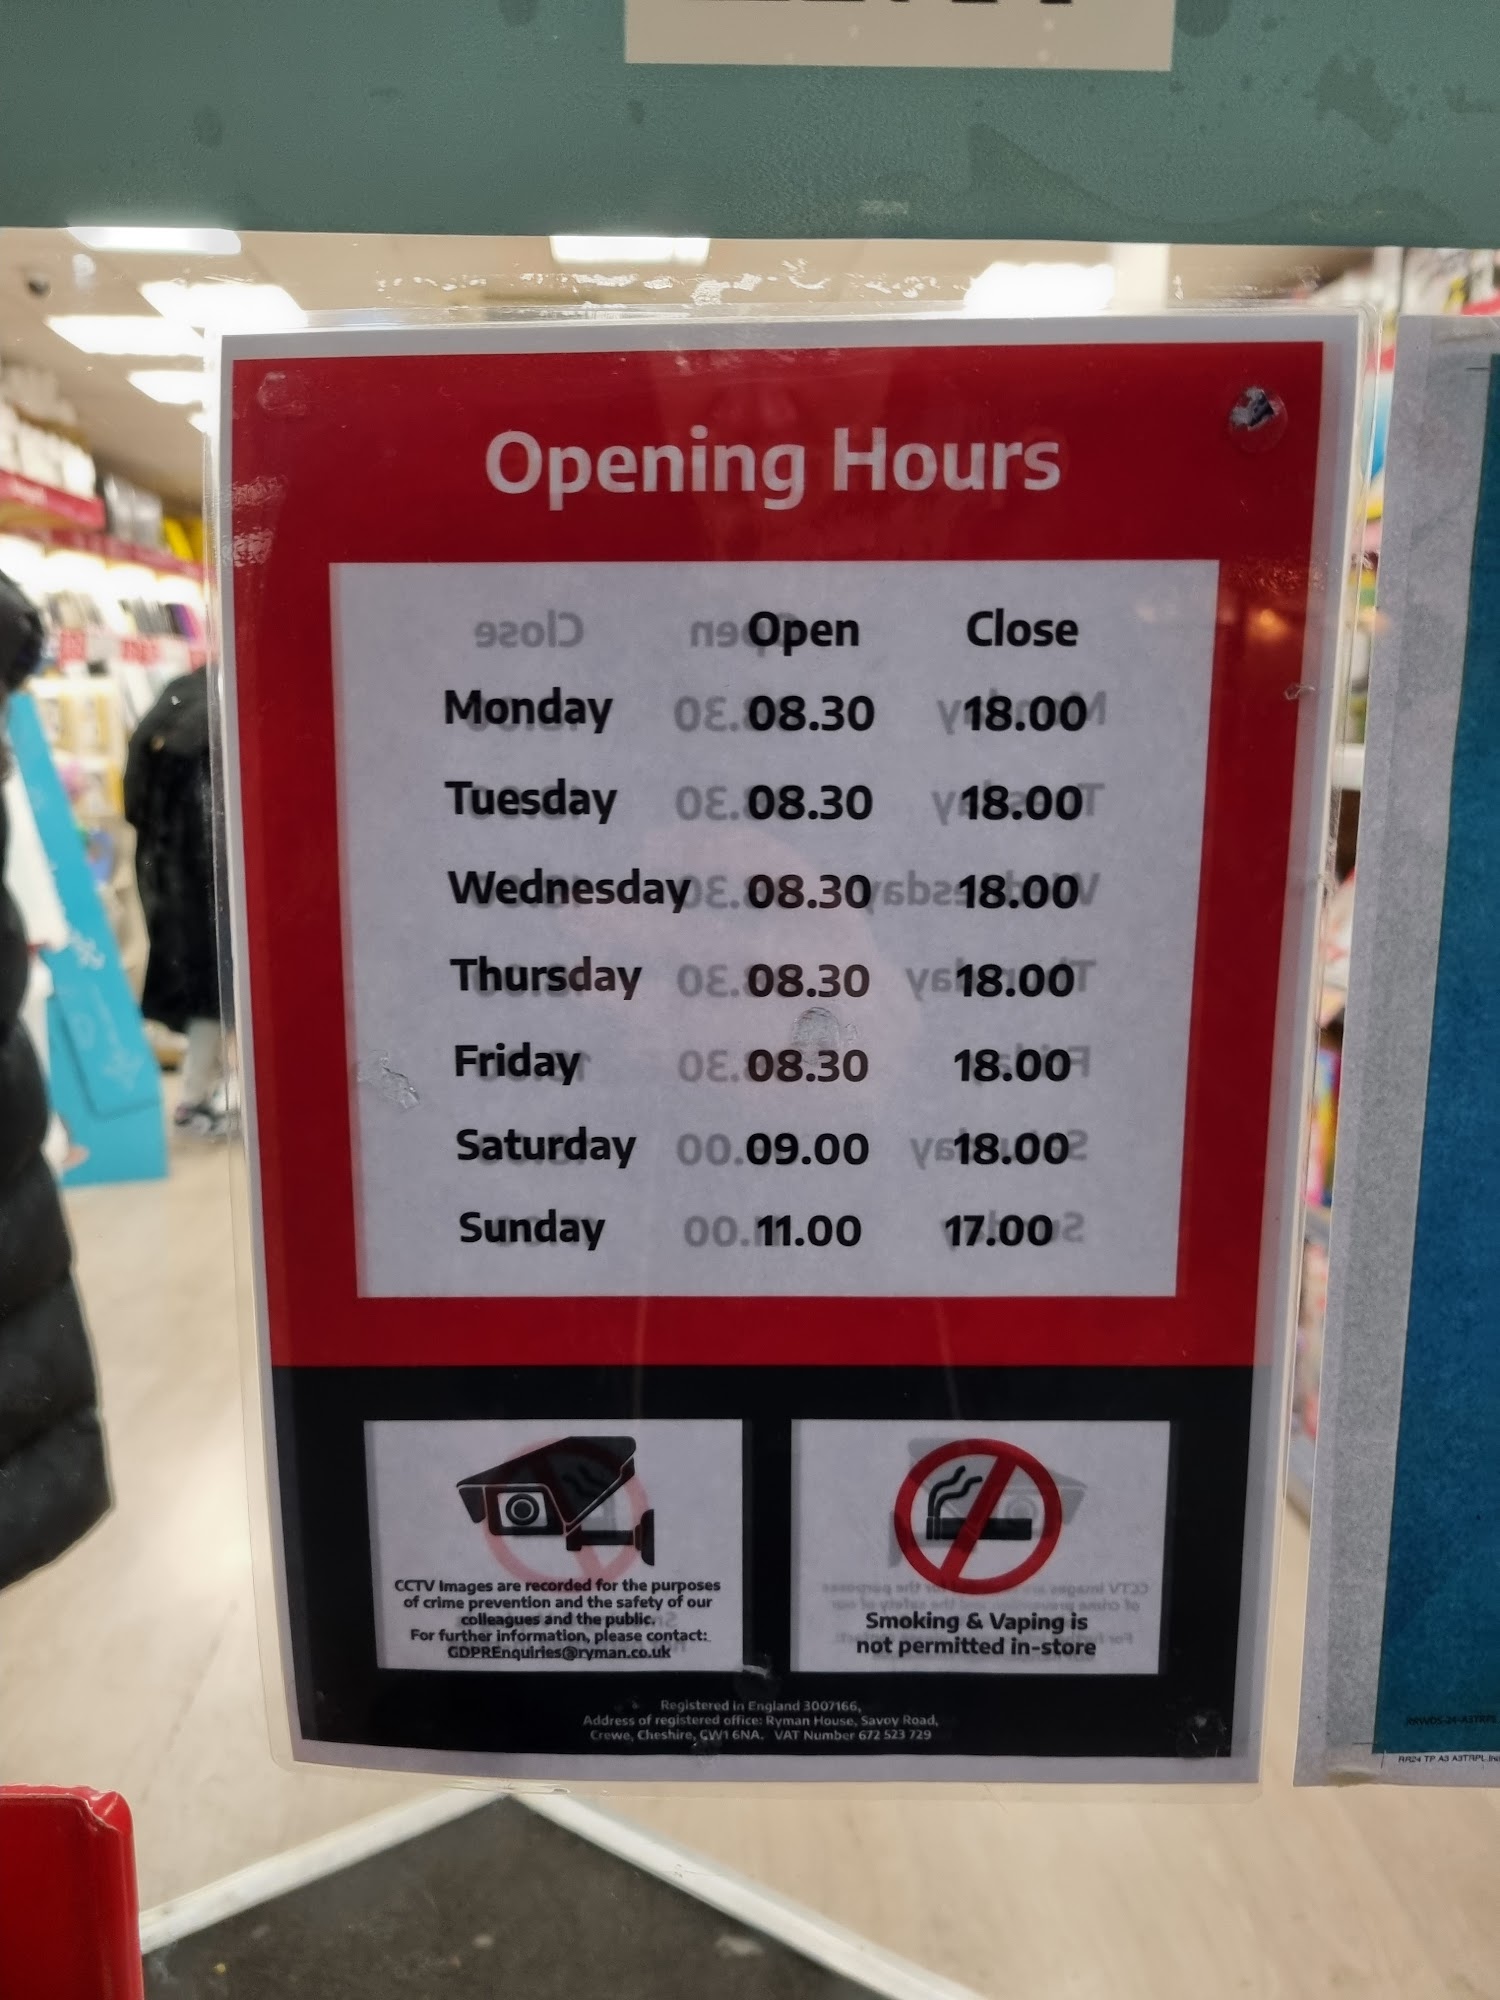 Opening Hours
Open Close
Monday 08.30 18.00
Tuesday 08.30 18.00
Wednesday 08.30 18.00
Thursday 08.30 18.00
Friday 08.30 18.00
Saturday 09.00 18.00
Sunday 11.00 17.00
CCTV Images are recorded for the purposes
of crime prevention and the safety of our
colleagues and the public.
For further information, please contact:
GDPREnquiries@ryman.co.uk
Smoking & Vaping is
not permitted in-store
Registered in England 3007166,
Address of registered office: Ryman House, Savoy Road,
Crewe, Cheshire, CW1 6NA. VAT Number 672 523 729